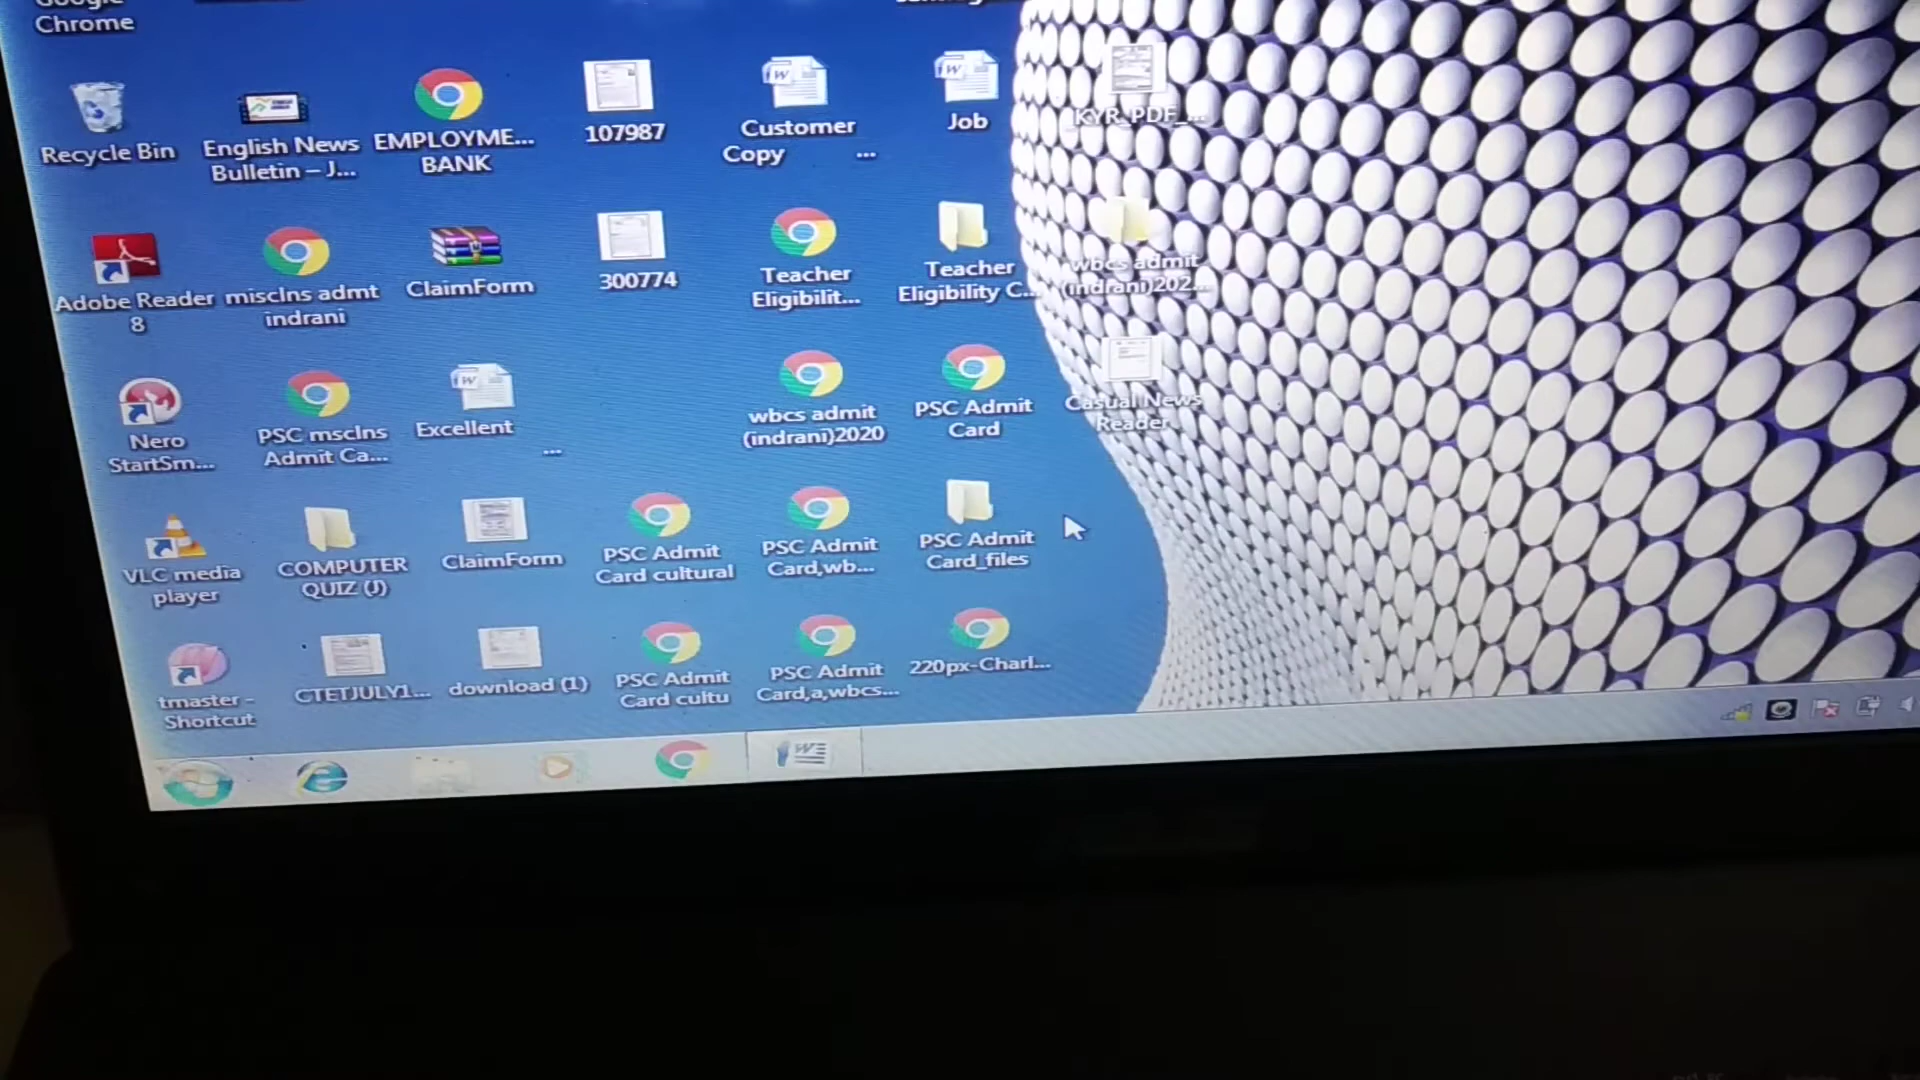 Google
Chrome
Recycle Bin
English News
Bulletin – J...
EMPLOYME...
BANK
107987
Customer
Copy ...
Job
KYR_PDF_...
Adobe Reader
8
miscIns admt
indrani
ClaimForm
300774
Teacher
Eligibilit...
Teacher
Eligibility C...
wbcs admit
(indrani)202...
Nero
StartSm...
PSC mscIns
Admit Ca...
Excellent
...
wbcs admit
(indrani)2020
PSC Admit
Card
Casual News
Reader
VLC media
player
COMPUTER
QUIZ (J)
ClaimForm
PSC Admit
Card cultural
PSC Admit
Card,wb...
PSC Admit
Card_files
tmaster -
Shortcut
CTETJULY1...
download (1)
PSC Admit
Card cultu
PSC Admit
Card,a,wbcs...
220px-Charl...